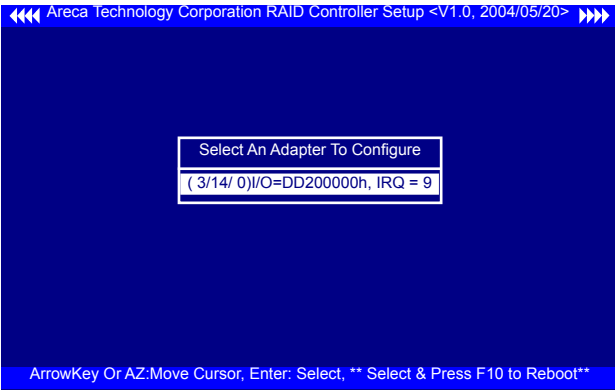 Areca Technology Corporation RAID Controller Setup <V1.0, 2004/05/20>
Select An Adapter To Configure
( 3/14/ 0)I/O=DD200000h, IRQ = 9
ArrowKey Or AZ:Move Cursor, Enter: Select, ** Select & Press F10 to Reboot**